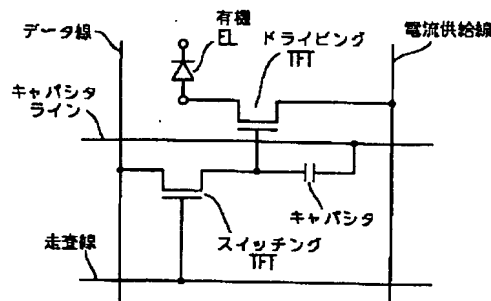 データ線
有機
EL
ドライビング
TFT
電流供給線
キャパシタ
ライン
キャパシタ
スイッチング
TFT
走査線